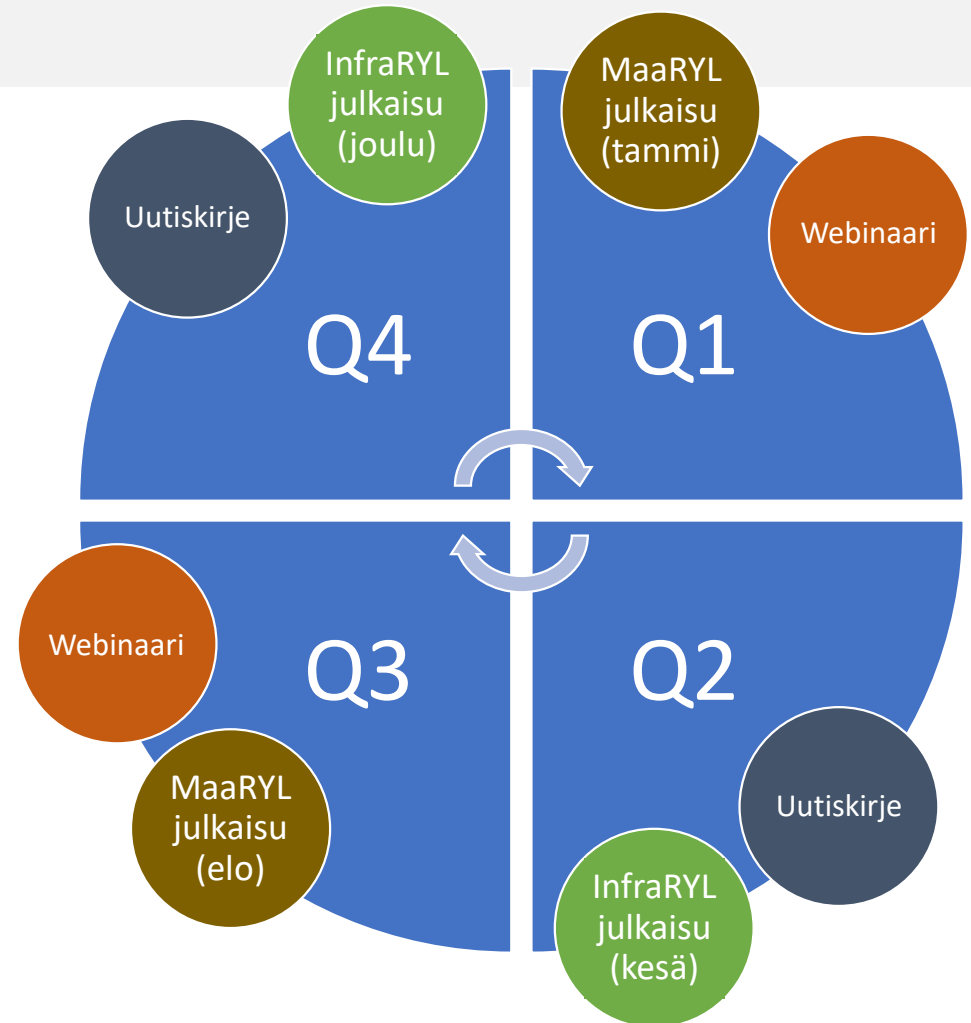 InfraRYL
julkaisu
(joulu)
MaaRYL
julkaisu
(tammi)
Uutiskirje
Webinaari
Q4
Q1
Webinaari
Q3
Q2
MaaRYL
julkaisu
(elo)
Uutiskirje
InfraRYL
julkaisu
(kesä)